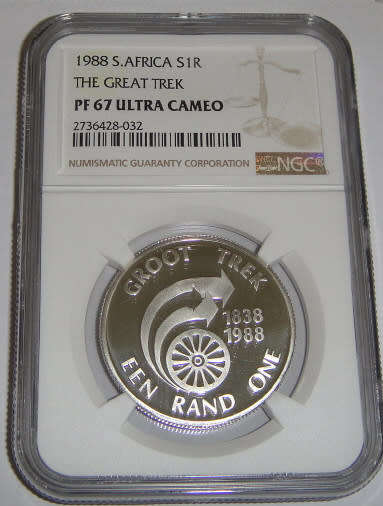 1988 S.AFRICA S1R
THE GREAT TREK
PF 67 ULTRA CAMEO
2736428-032
NUMISMATIC GUARANTY CORPORATION
NGC®
GROOT TREK
1838
1988
EEN RAND ONE